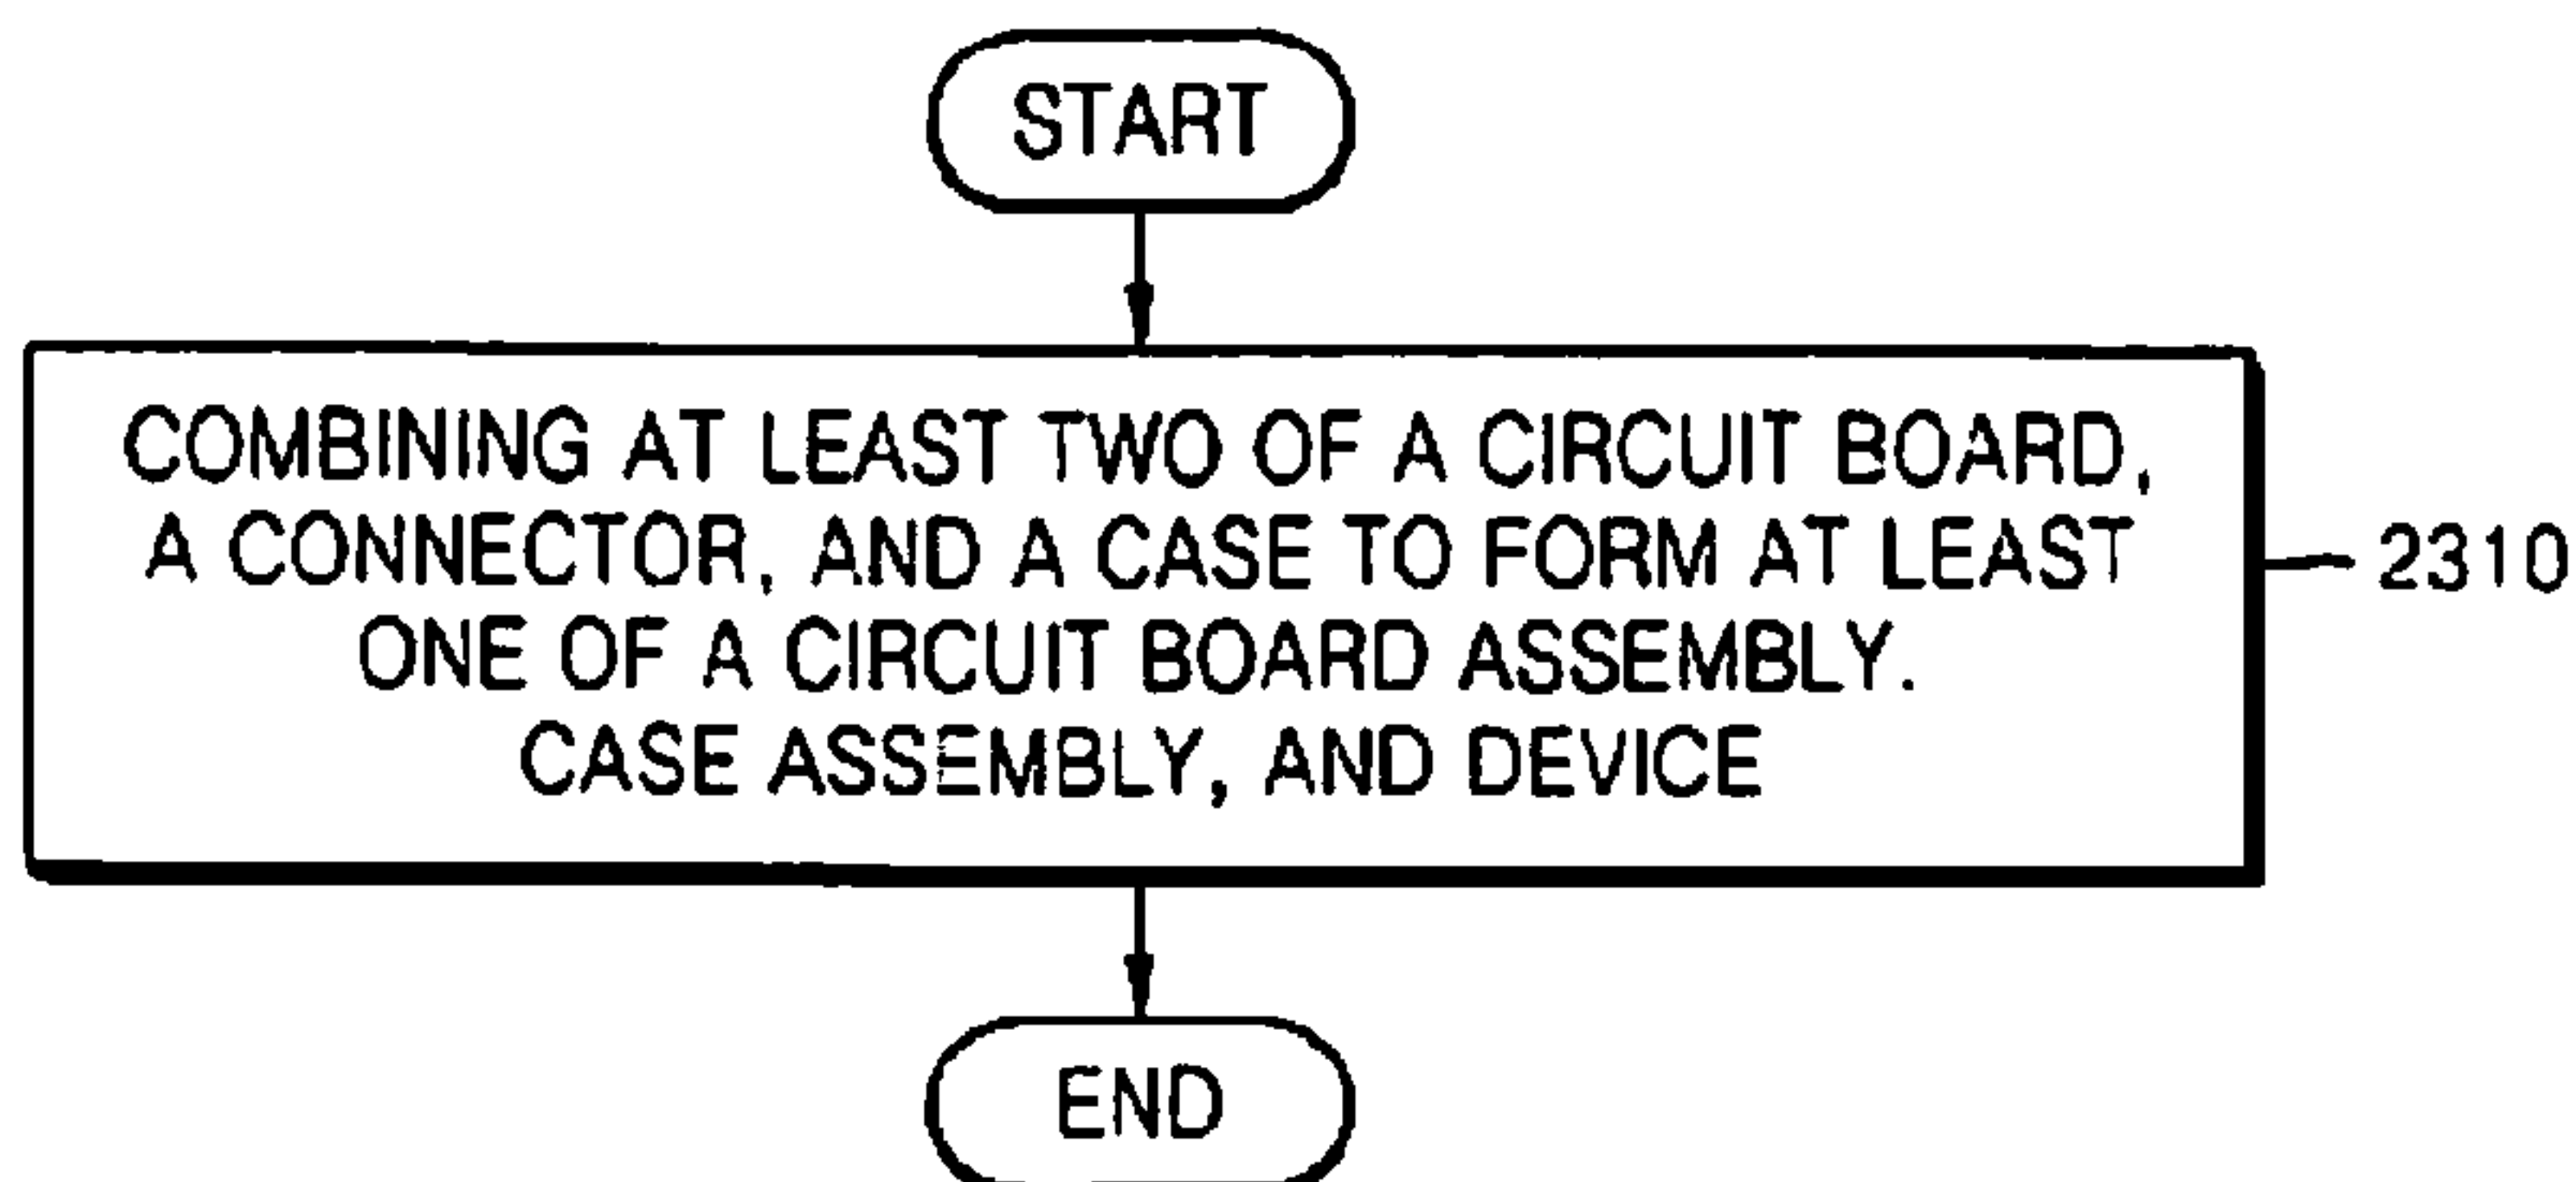 START
COMBINING AT LEAST TWO OF A CIRCUIT BOARD,
A CONNECTOR, AND A CASE TO FORM AT LEAST
ONE OF A CIRCUIT BOARD ASSEMBLY.
CASE ASSEMBLY, AND DEVICE
2310
END